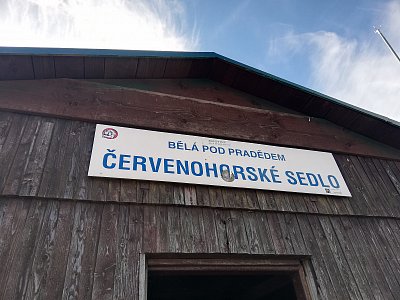 BĚLÁ POD PRADĚDEM
ČERVENOHORSKÉ SEDLO